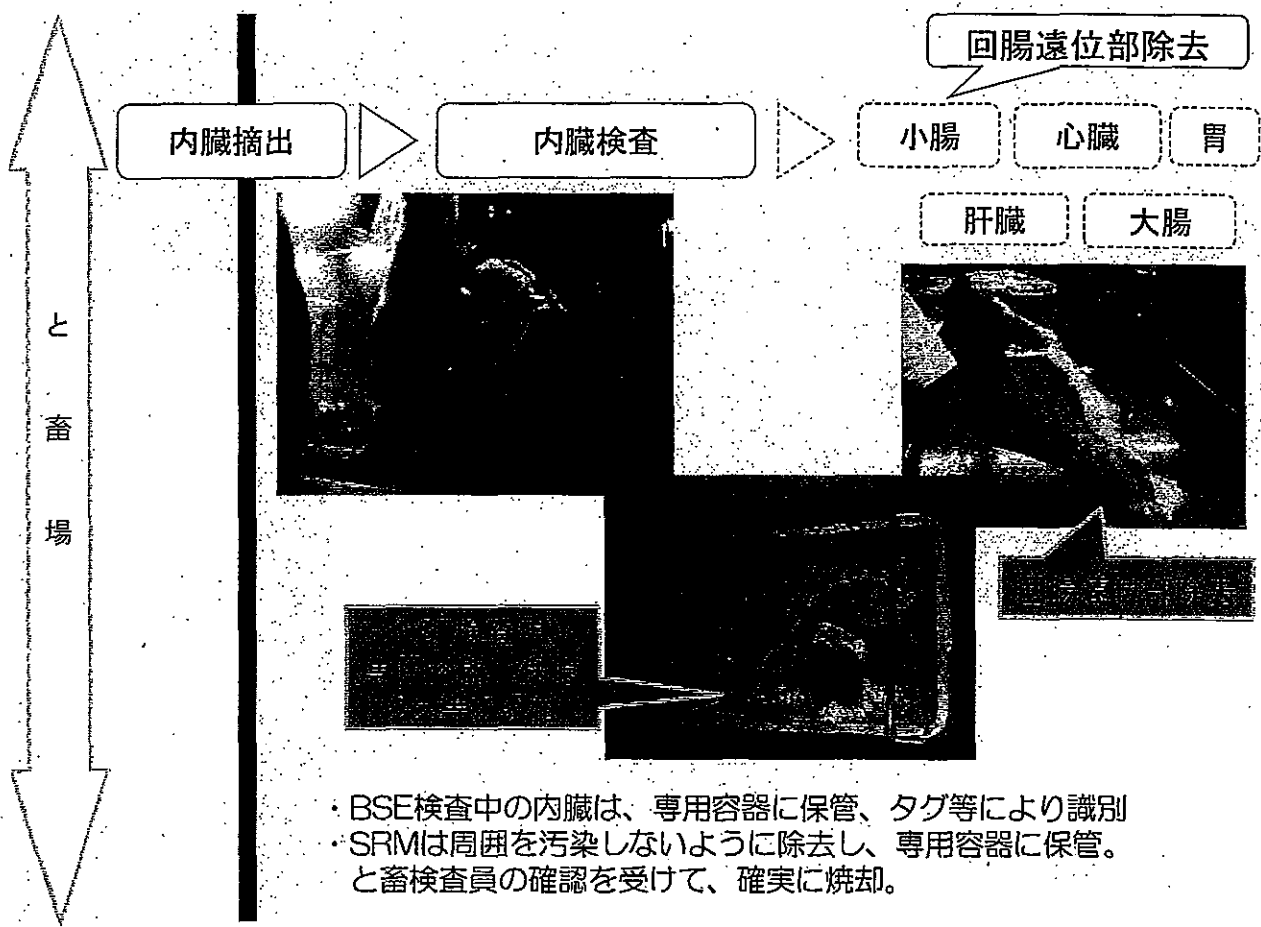 回腸遠位部除去
内臓摘出
内臓検査
小腸
心臓
胃
肝臓
大腸
と畜場
・BSE検査中の内臓は、専用容器に保管、タグ等により識別
・SRMは周囲を汚染しないように除去し、専用容器に保管。
と畜検査員の確認を受けて、確実に焼却。